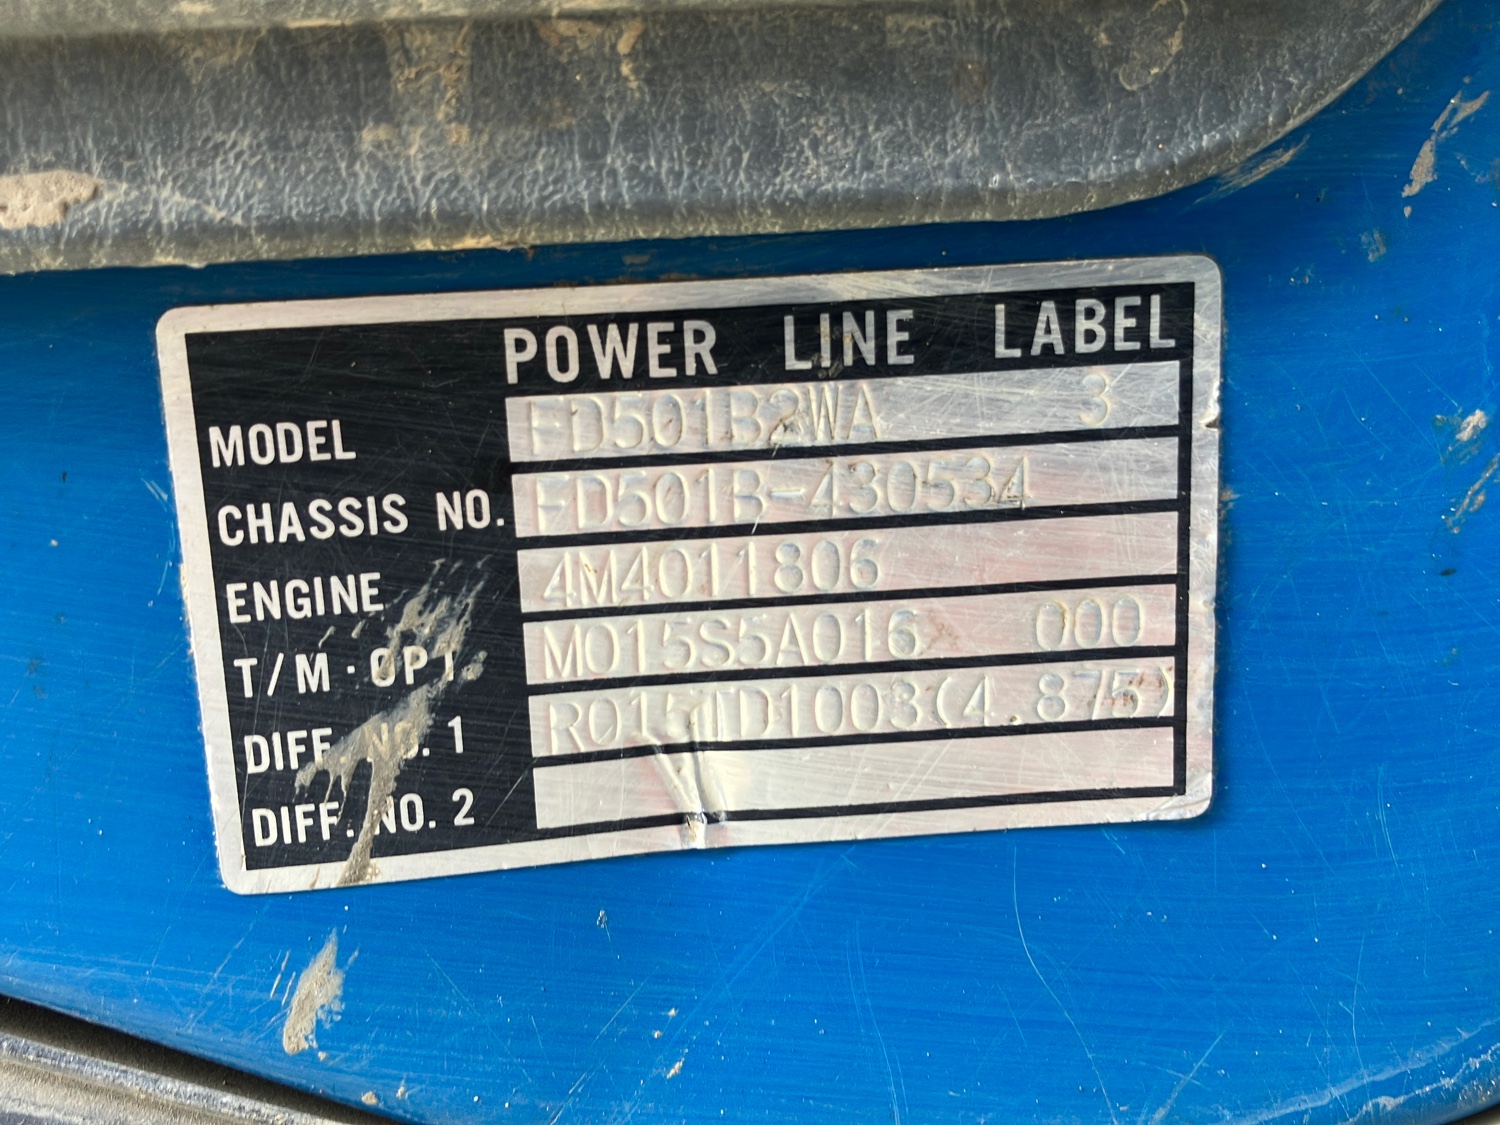 POWER LINE LABEL
MODEL FD501B2WA 3
CHASSIS NO. FD501B-430534
ENGINE 4M4011806
T/M·OPT M015S5A016 000
DIFF. NO. 1 R015TD1003(4.875)
DIFF. NO. 2